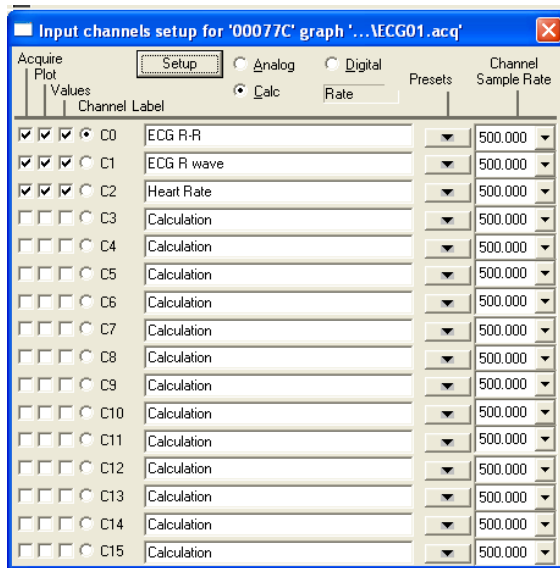 Input channels setup for '00077C' graph '...\ECG01.acq'
Acquire
Plot
Values
Channel Label
Setup
Analog
Digital
Calc
Rate
Presets
Channel
Sample Rate
C0 ECG R-R 500.000
C1 ECG R wave 500.000
C2 Heart Rate 500.000
C3 Calculation 500.000
C4 Calculation 500.000
C5 Calculation 500.000
C6 Calculation 500.000
C7 Calculation 500.000
C8 Calculation 500.000
C9 Calculation 500.000
C10 Calculation 500.000
C11 Calculation 500.000
C12 Calculation 500.000
C13 Calculation 500.000
C14 Calculation 500.000
C15 Calculation 500.000